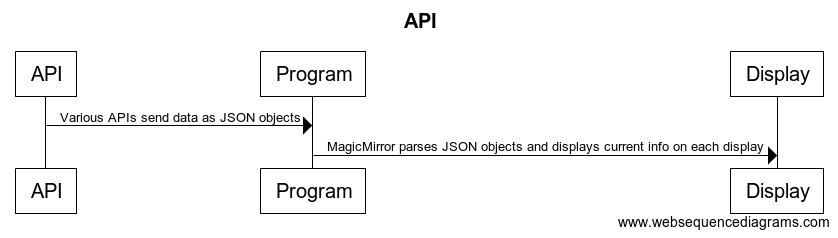 API
API
Program
Display
Various APIs send data as JSON objects
MagicMirror parses JSON objects and displays current info on each display
API
Program
Display
www.websequencediagrams.com